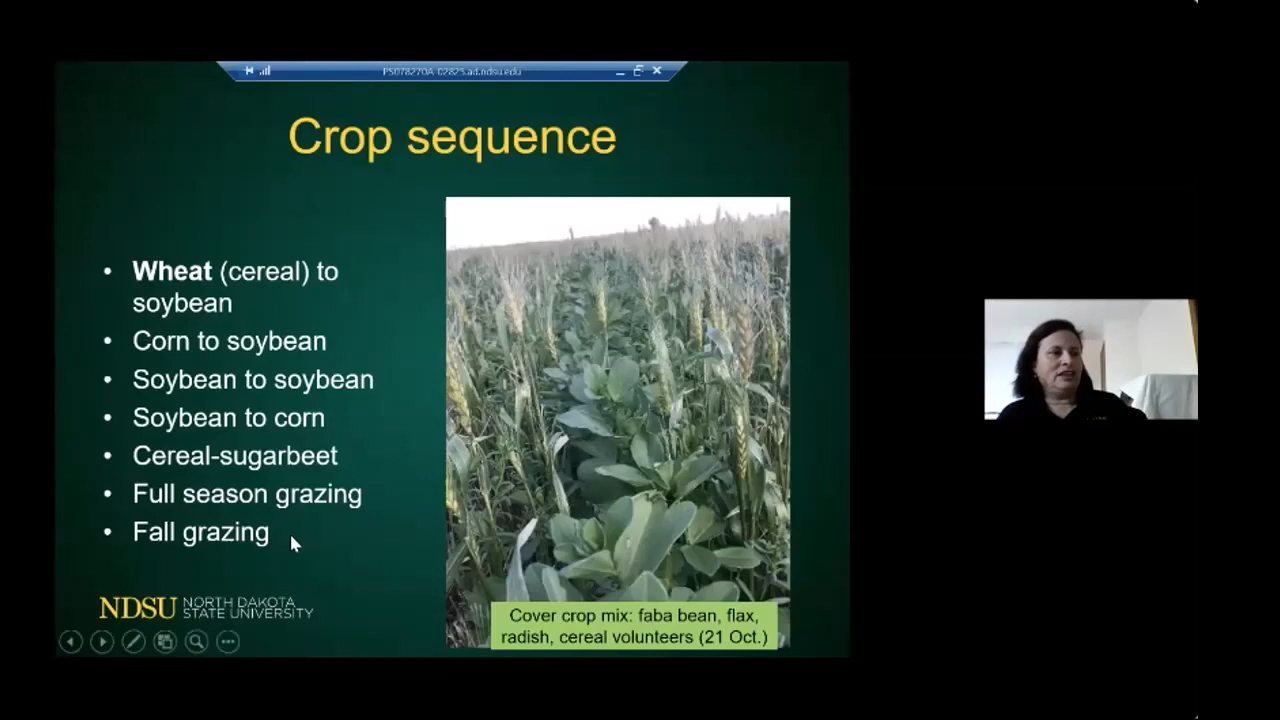 PS078270A-02825.ad.ndsu.edu
Crop sequence
• Wheat (cereal) to
soybean
• Corn to soybean
• Soybean to soybean
• Soybean to corn
• Cereal-sugarbeet
• Full season grazing
• Fall grazing
NDSU NORTH DAKOTA
STATE UNIVERSITY
Cover crop mix: faba bean, flax,
radish, cereal volunteers (21 Oct.)